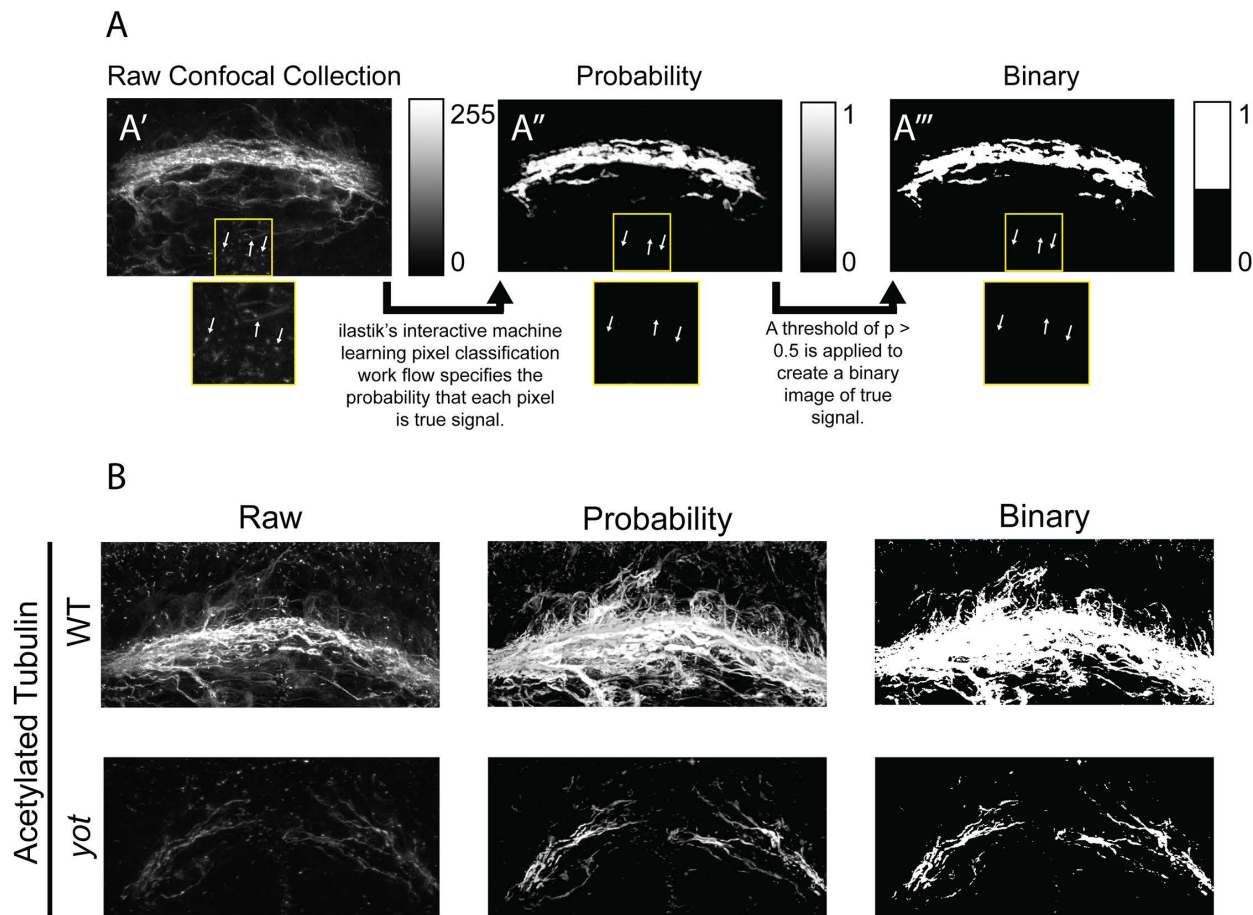 A
Raw Confocal Collection
Probability
Binary
A′
255
0
A″
1
0
A‴
1
0
ilastik's interactive machine
learning pixel classification
work flow specifies the
probability that each pixel
is true signal.
A threshold of p >
0.5 is applied to
create a binary
image of true
signal.
B
Raw
Probability
Binary
Acetylated Tubulin
WT
yot